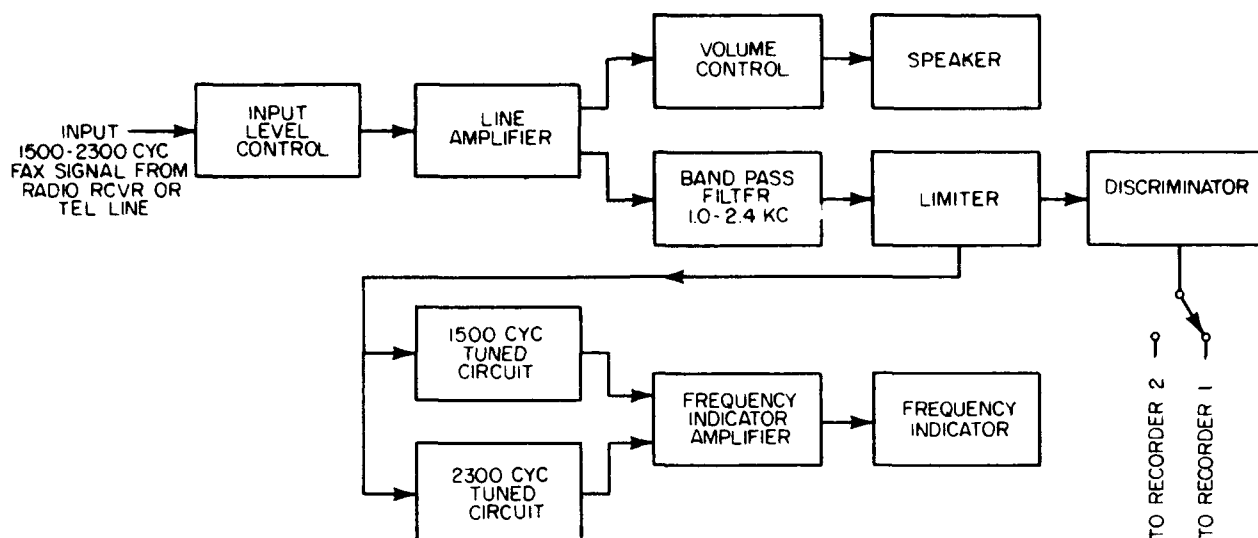 INPUT
1500-2300 CYC
FAX SIGNAL FROM
RADIO RCVR OR
TEL LINE
INPUT
LEVEL
CONTROL
LINE
AMPLIFIER
VOLUME
CONTROL
SPEAKER
BAND PASS
FILTER
1.0-2.4 KC
LIMITER
DISCRIMINATOR
1500 CYC
TUNED
CIRCUIT
2300 CYC
TUNED
CIRCUIT
FREQUENCY
INDICATOR
AMPLIFIER
FREQUENCY
INDICATOR
TO RECORDER 2
TO RECORDER 1